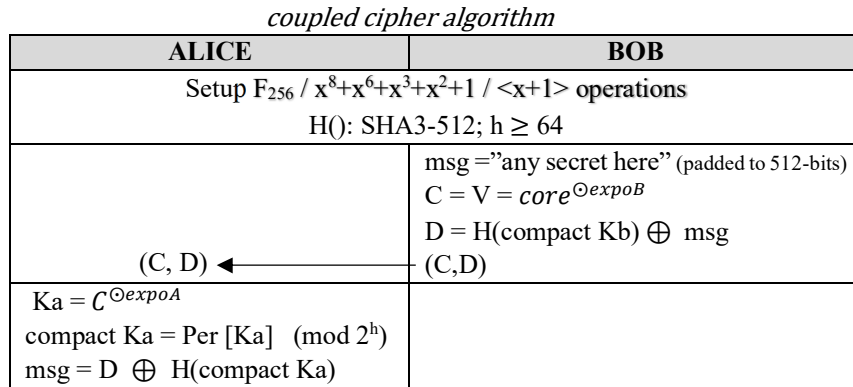 coupled cipher algorithm
ALICE BOB
Setup F₂₅₆ / x⁸+x⁶+x³+x²+1 / <x+1> operations
H(): SHA3-512; h ≥ 64
msg =”any secret here” (padded to 512-bits)
C = V = core^⊙expoB
D = H(compact Kb) ⊕ msg
(C, D) (C,D)
Ka = C^⊙expoA
compact Ka = Per [Ka] (mod 2ʰ)
msg = D ⊕ H(compact Ka)